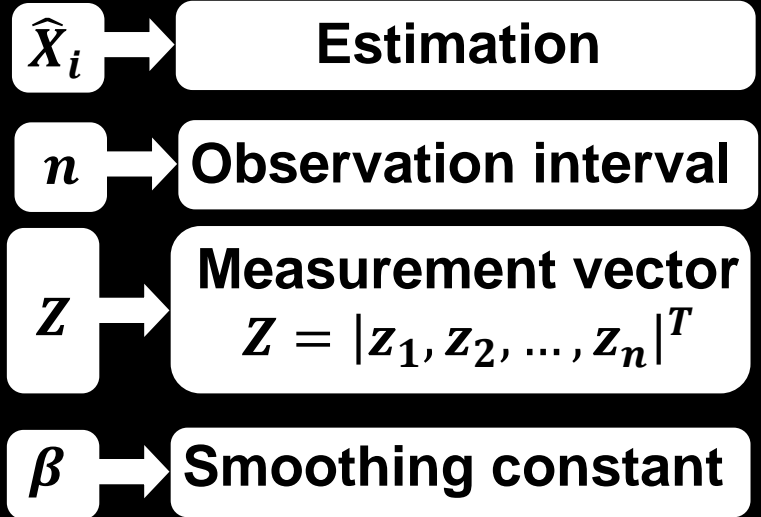 X̂ᵢ Estimation
n Observation interval
Z Measurement vector
Z = |z₁, z₂, … , zₙ|ᵀ
β Smoothing constant